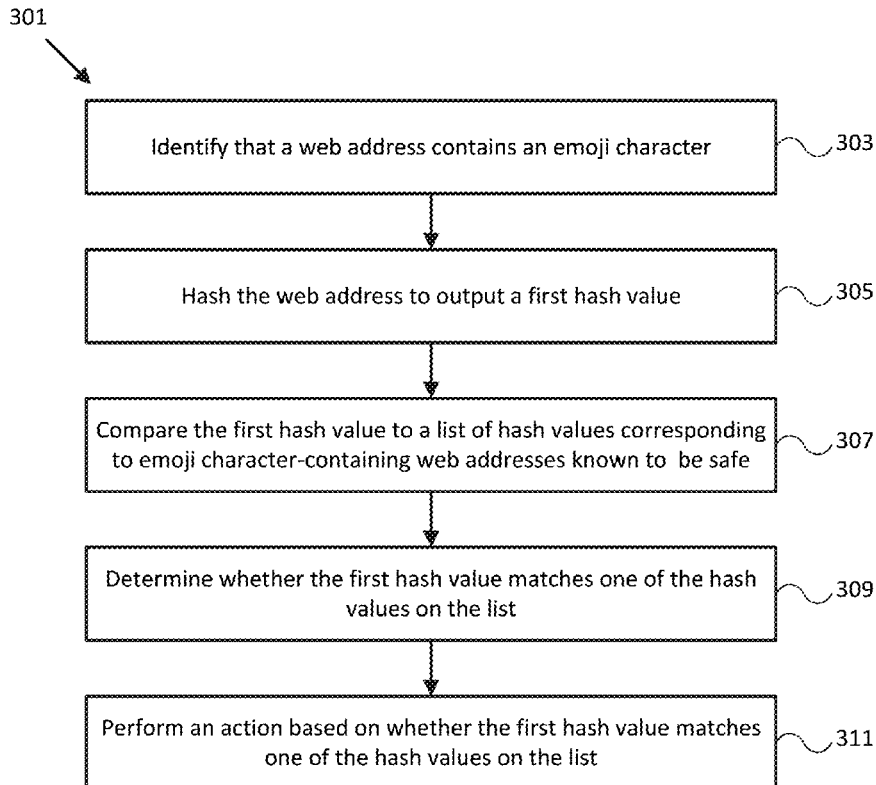 301
Identify that a web address contains an emoji character
303
Hash the web address to output a first hash value
305
Compare the first hash value to a list of hash values corresponding
to emoji character-containing web addresses known to be safe
307
Determine whether the first hash value matches one of the hash
values on the list
309
Perform an action based on whether the first hash value matches
one of the hash values on the list
311